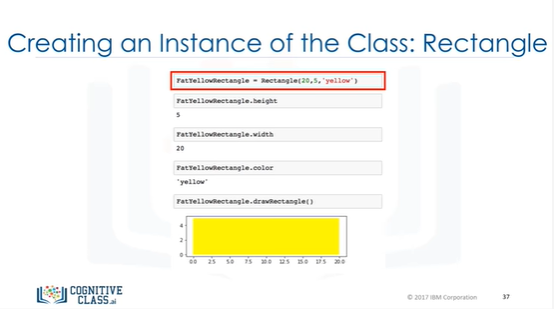 Creating an Instance of the Class: Rectangle
FatYellowRectangle = Rectangle(20,5,'yellow')
FatYellowRectangle.height
5
FatYellowRectangle.width
20
FatYellowRectangle.color
'yellow'
FatYellowRectangle.drawRectangle()
4
2
0
0.0 2.5 5.0 7.5 10.0 12.5 15.0 17.5 20.0
COGNITIVE
CLASS.ai
© 2017 IBM Corporation 37